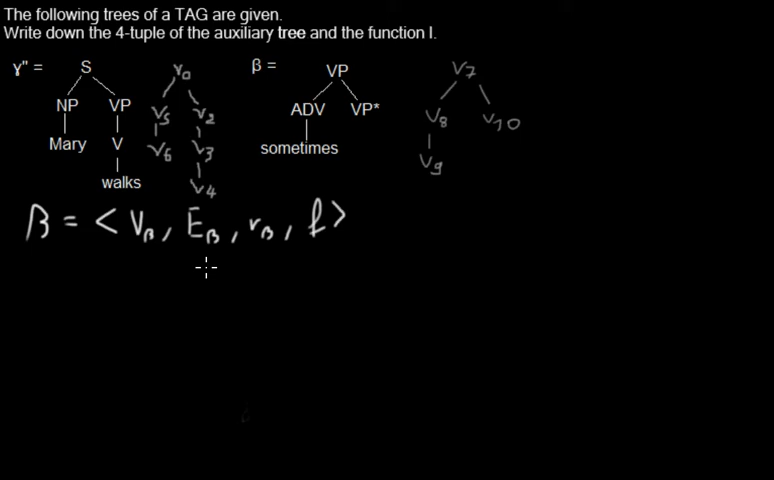 The following trees of a TAG are given.
Write down the 4-tuple of the auxiliary tree and the function l.
γ'' = S v₀ β = VP v₇
NP VP v₅ v₂ ADV VP* v₈ v₁₀
Mary V v₆ v₃ sometimes v₉
walks v₄
β = < Vᵦ, Eᵦ, rᵦ, l >